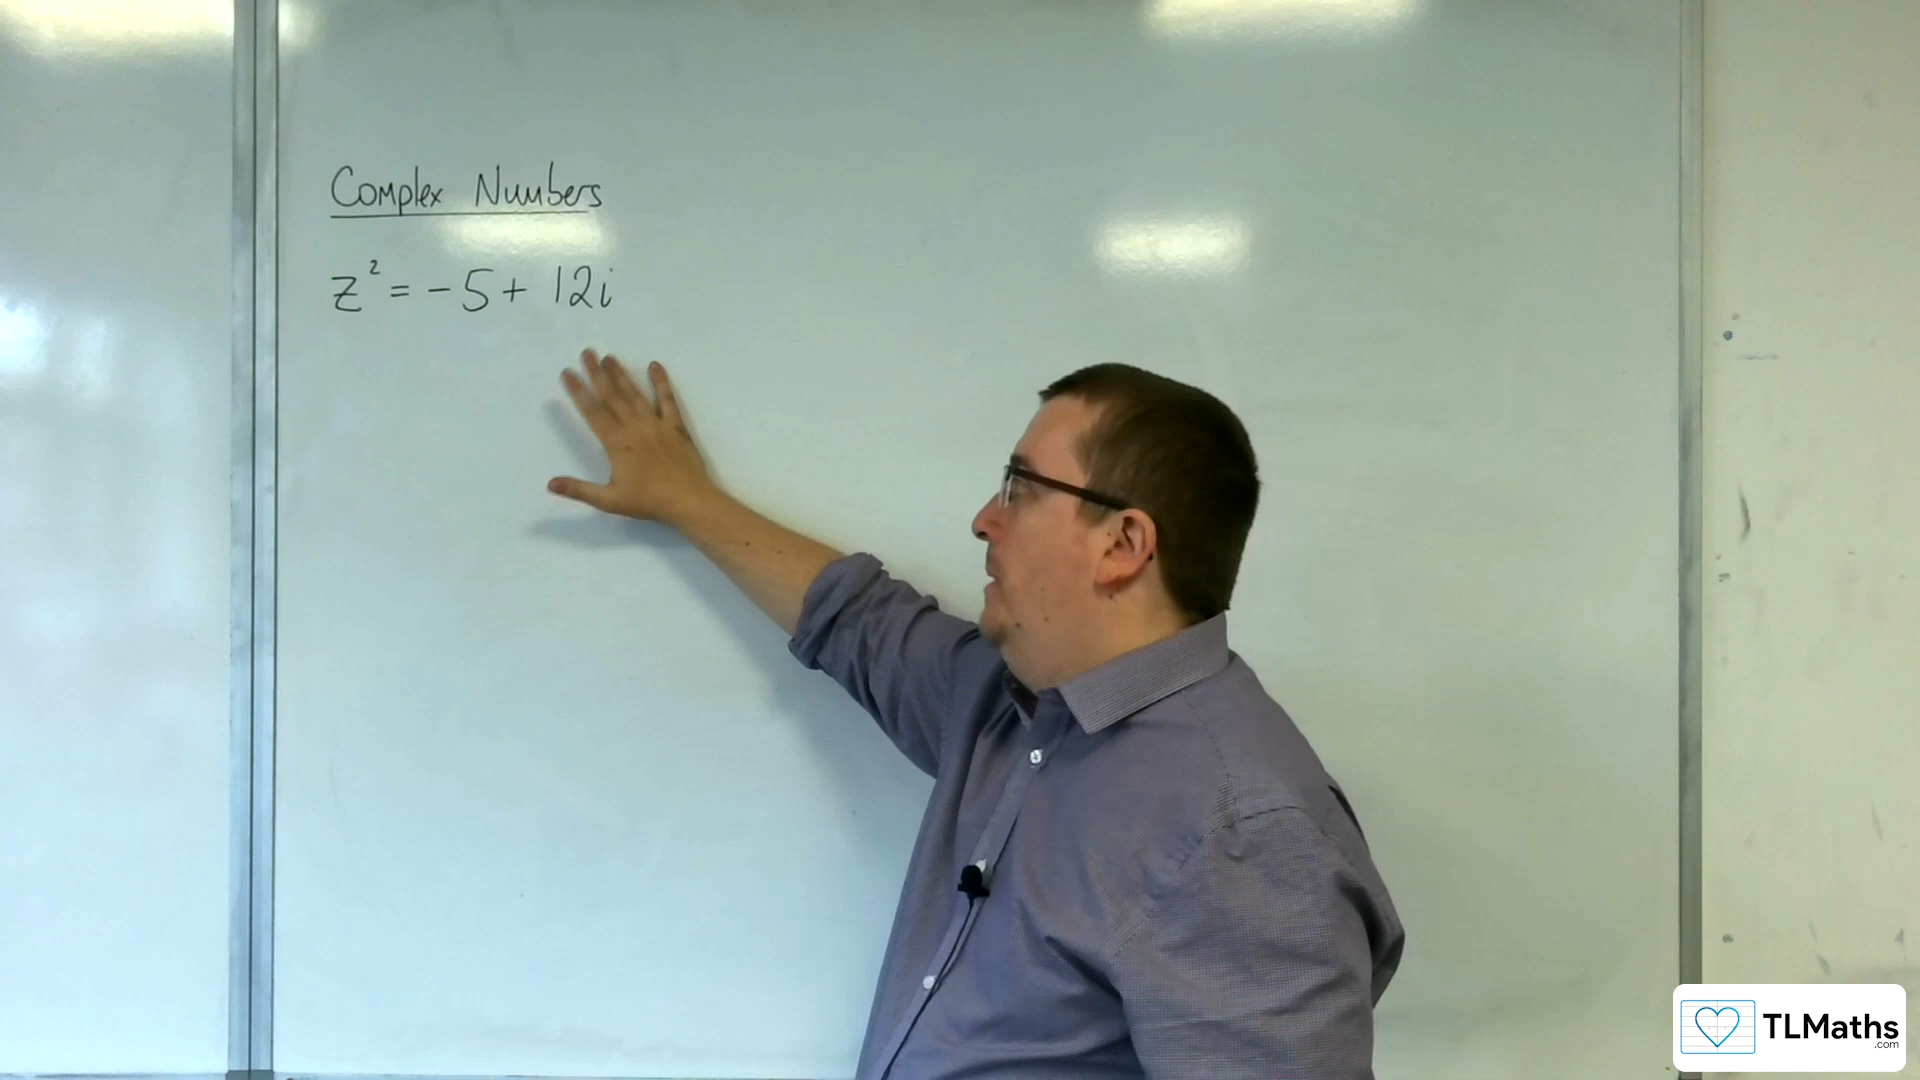 Complex Numbers
z² = -5 + 12i
TLMaths
.com